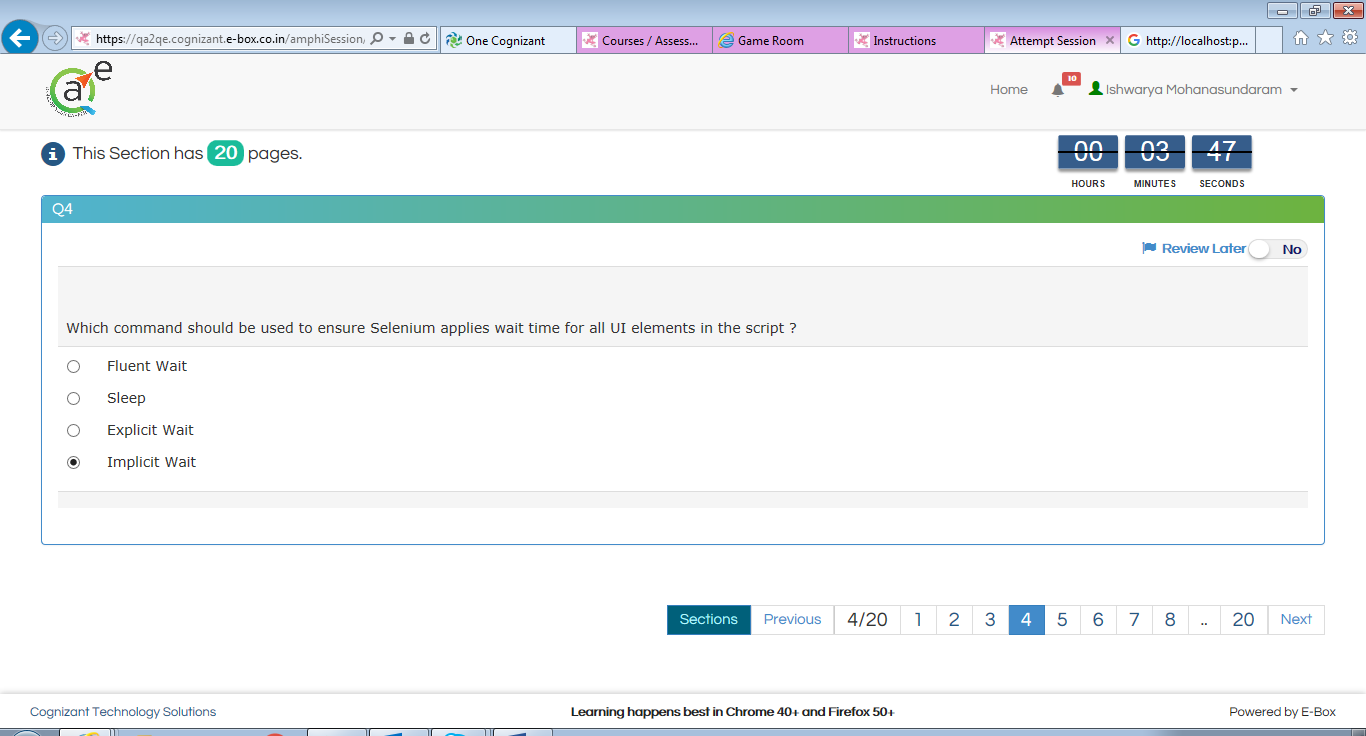 https://qa2qe.cognizant.e-box.co.in/amphiSession/
One Cognizant
Courses / Assess...
Game Room
Instructions
Attempt Session
http://localhost:p...
a e
Home
10
Ishwarya Mohanasundaram
This Section has 20 pages.
00 03 47
HOURS MINUTES SECONDS
Q4
Review Later No
Which command should be used to ensure Selenium applies wait time for all UI elements in the script ?
Fluent Wait
Sleep
Explicit Wait
Implicit Wait
Sections Previous 4/20 1 2 3 4 5 6 7 8 .. 20 Next
Cognizant Technology Solutions
Learning happens best in Chrome 40+ and Firefox 50+
Powered by E-Box